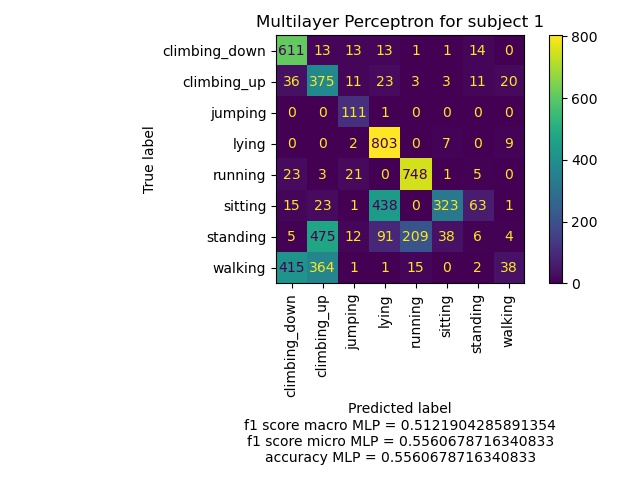 Multilayer Perceptron for subject 1
climbing_down 611 13 13 13 1 1 14 0 800
climbing_up 36 375 11 23 3 3 11 20
jumping 0 0 111 1 0 0 0 0 600
lying 0 0 2 803 0 7 0 9
True label
running 23 3 21 0 748 1 5 0 400
sitting 15 23 1 438 0 323 63 1
standing 5 475 12 91 209 38 6 4 200
walking 415 364 1 1 15 0 2 38 0
climbing_down climbing_up jumping lying running sitting standing walking
Predicted label
f1 score macro MLP = 0.5121904285891354
f1 score micro MLP = 0.5560678716340833
accuracy MLP = 0.5560678716340833